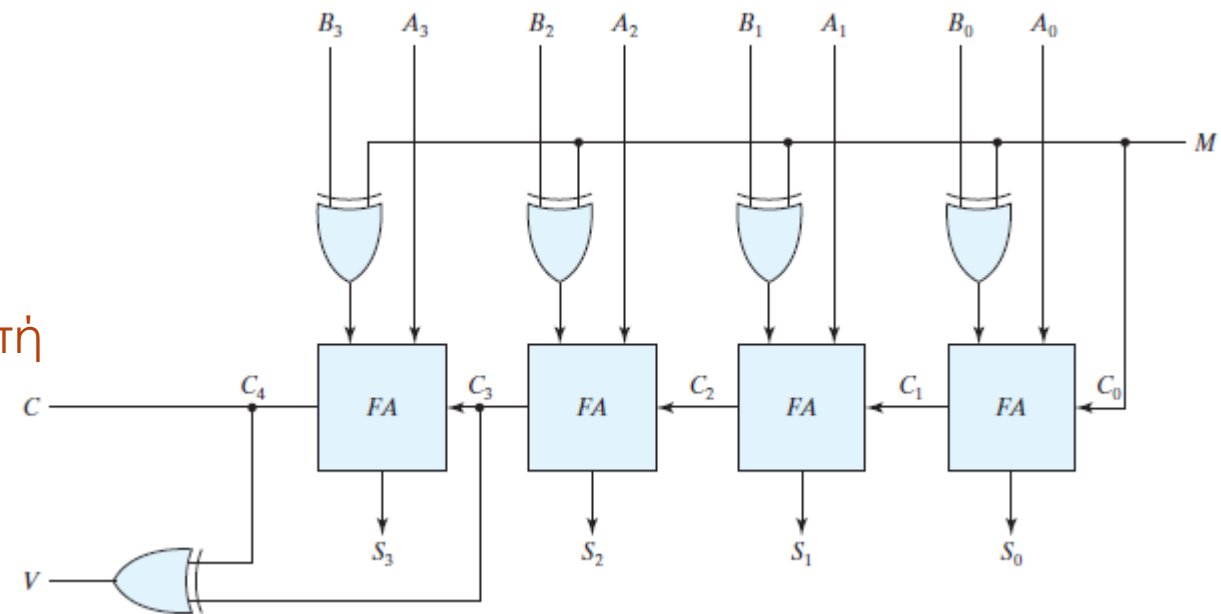 B₃ A₃ B₂ A₂ B₁ A₁ B₀ A₀
M
C C₄ FA C₃ FA C₂ FA C₁ FA C₀
S₃ S₂ S₁ S₀
V